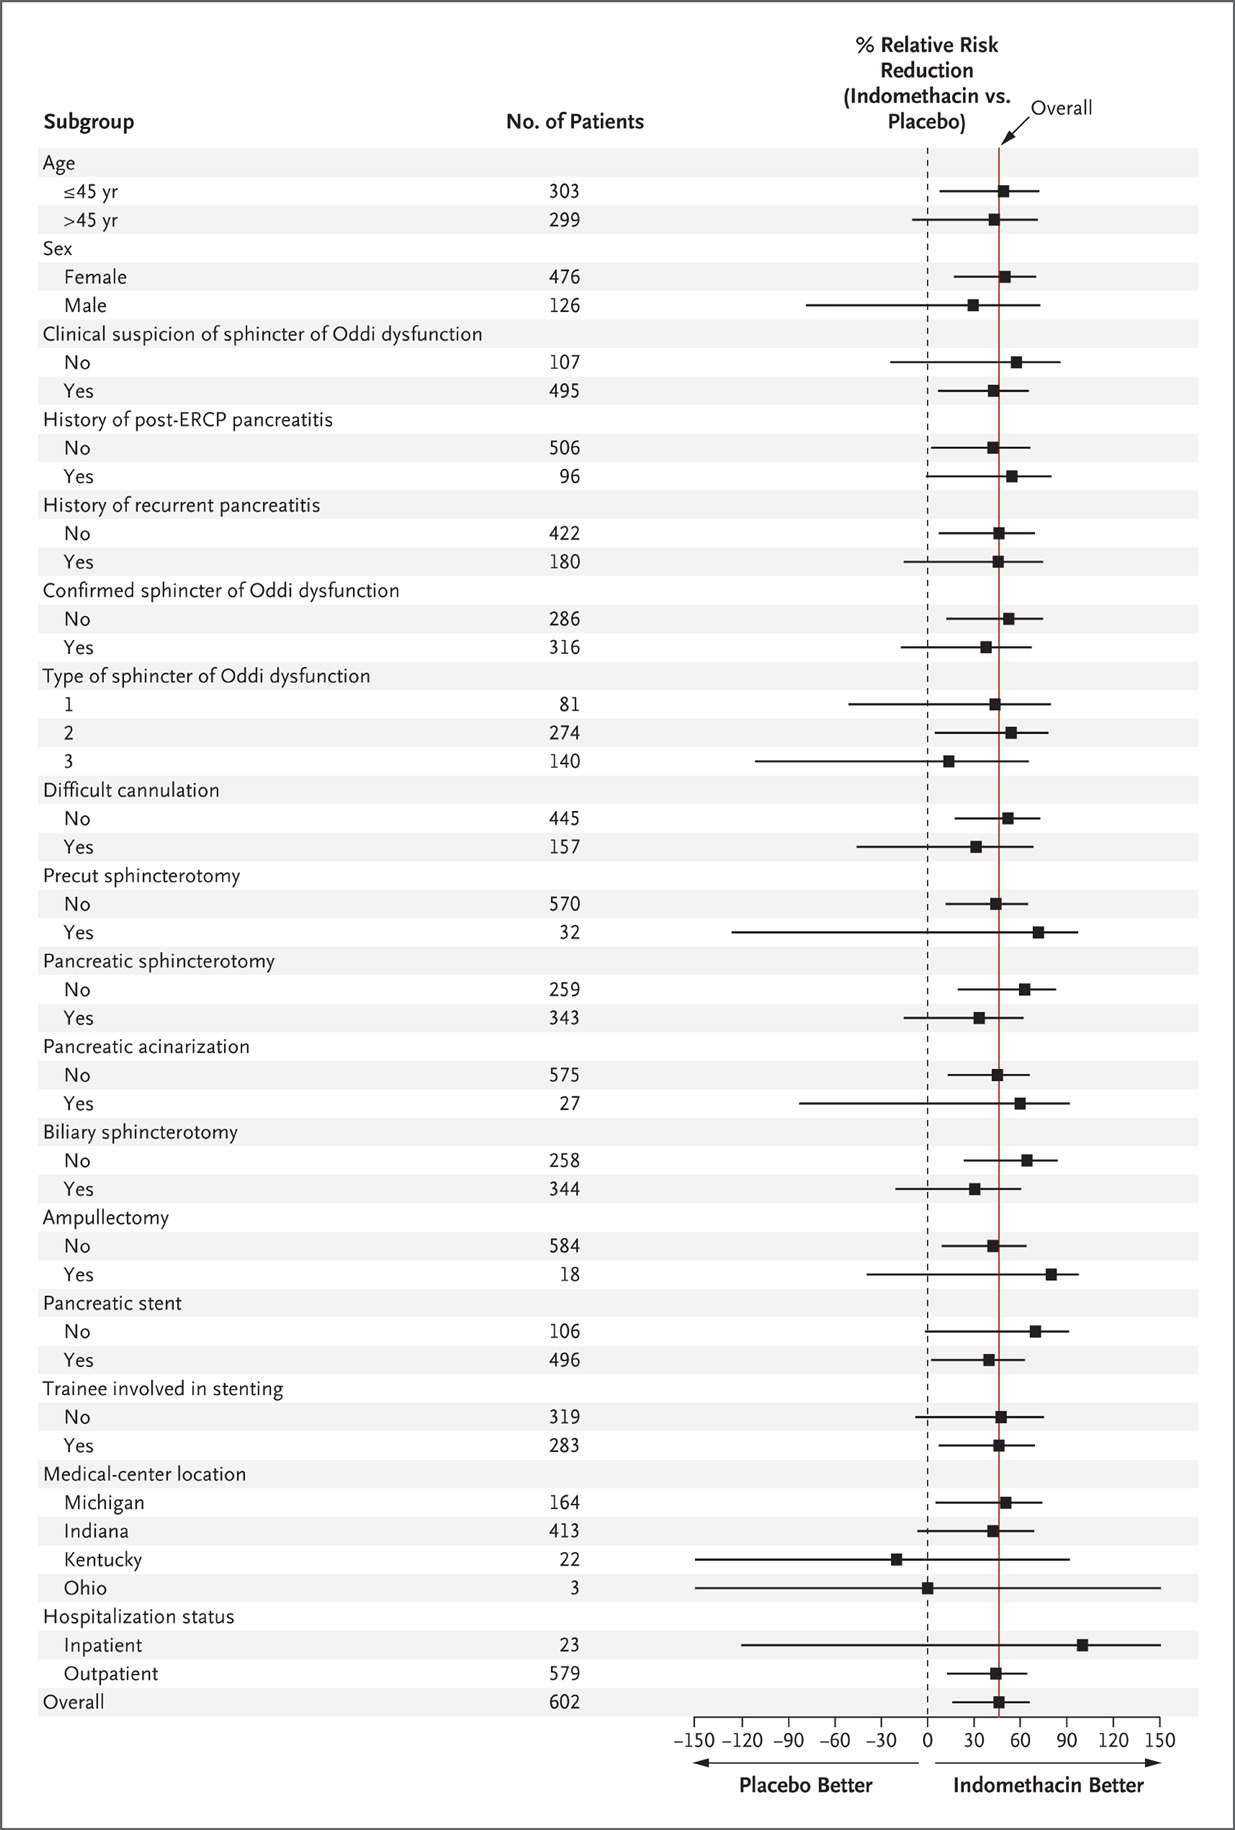 % Relative Risk
Reduction
(Indomethacin vs.
Placebo)
Overall
Subgroup No. of Patients
Age
≤45 yr 303
>45 yr 299
Sex
Female 476
Male 126
Clinical suspicion of sphincter of Oddi dysfunction
No 107
Yes 495
History of post-ERCP pancreatitis
No 506
Yes 96
History of recurrent pancreatitis
No 422
Yes 180
Confirmed sphincter of Oddi dysfunction
No 286
Yes 316
Type of sphincter of Oddi dysfunction
1 81
2 274
3 140
Difficult cannulation
No 445
Yes 157
Precut sphincterotomy
No 570
Yes 32
Pancreatic sphincterotomy
No 259
Yes 343
Pancreatic acinarization
No 575
Yes 27
Biliary sphincterotomy
No 258
Yes 344
Ampullectomy
No 584
Yes 18
Pancreatic stent
No 106
Yes 496
Trainee involved in stenting
No 319
Yes 283
Medical-center location
Michigan 164
Indiana 413
Kentucky 22
Ohio 3
Hospitalization status
Inpatient 23
Outpatient 579
Overall 602
−150 −120 −90 −60 −30 0 30 60 90 120 150
Placebo Better Indomethacin Better